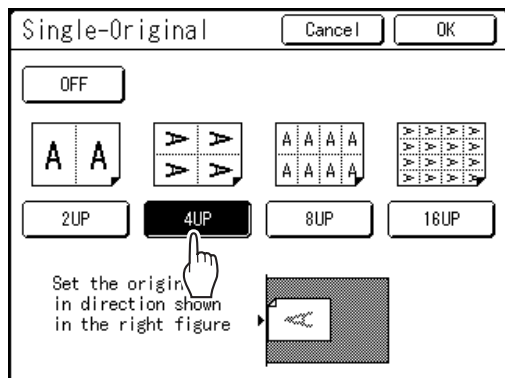 Single-Original
Cancel
OK
OFF
A A
A A
A A
A A A A
A A A A
A A A A
A A A A
A A A A
A A A A
2UP
4UP
8UP
16UP
Set the origin
in direction shown
in the right figure
A